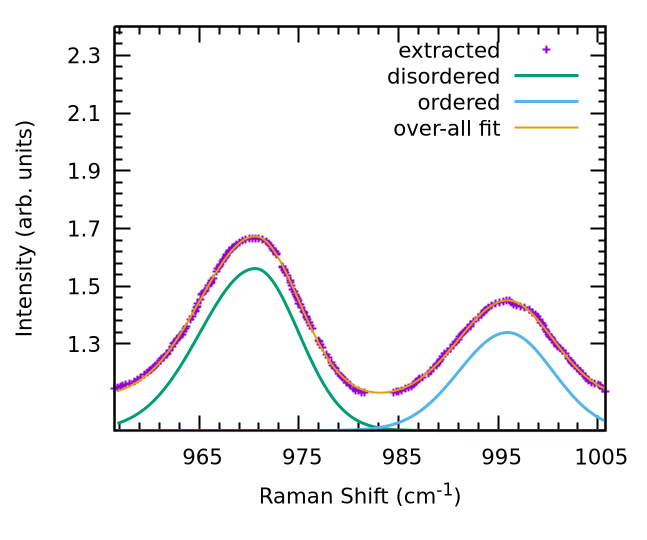 extracted
disordered
ordered
over-all fit
2.3
2.1
1.9
1.7
1.5
1.3
Intensity (arb. units)
965 975 985 995 1005
Raman Shift (cm-1)